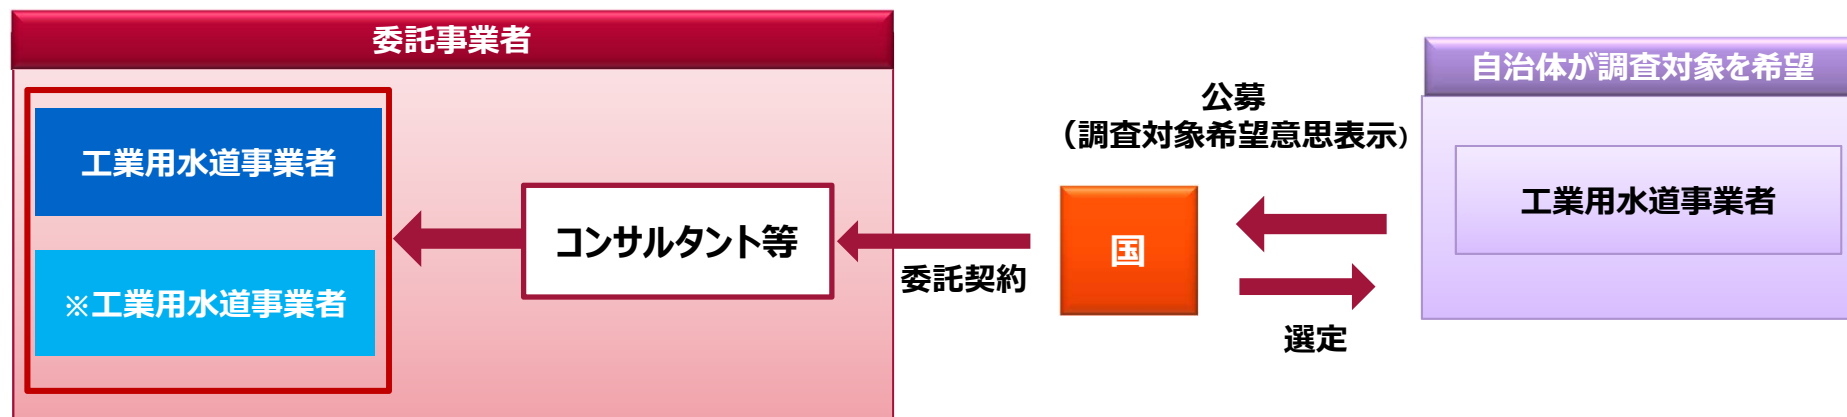 委託事業者
工業用水道事業者
※工業用水道事業者
コンサルタント等
委託契約
公募
（調査対象希望意思表示)
国
選定
自治体が調査対象を希望
工業用水道事業者